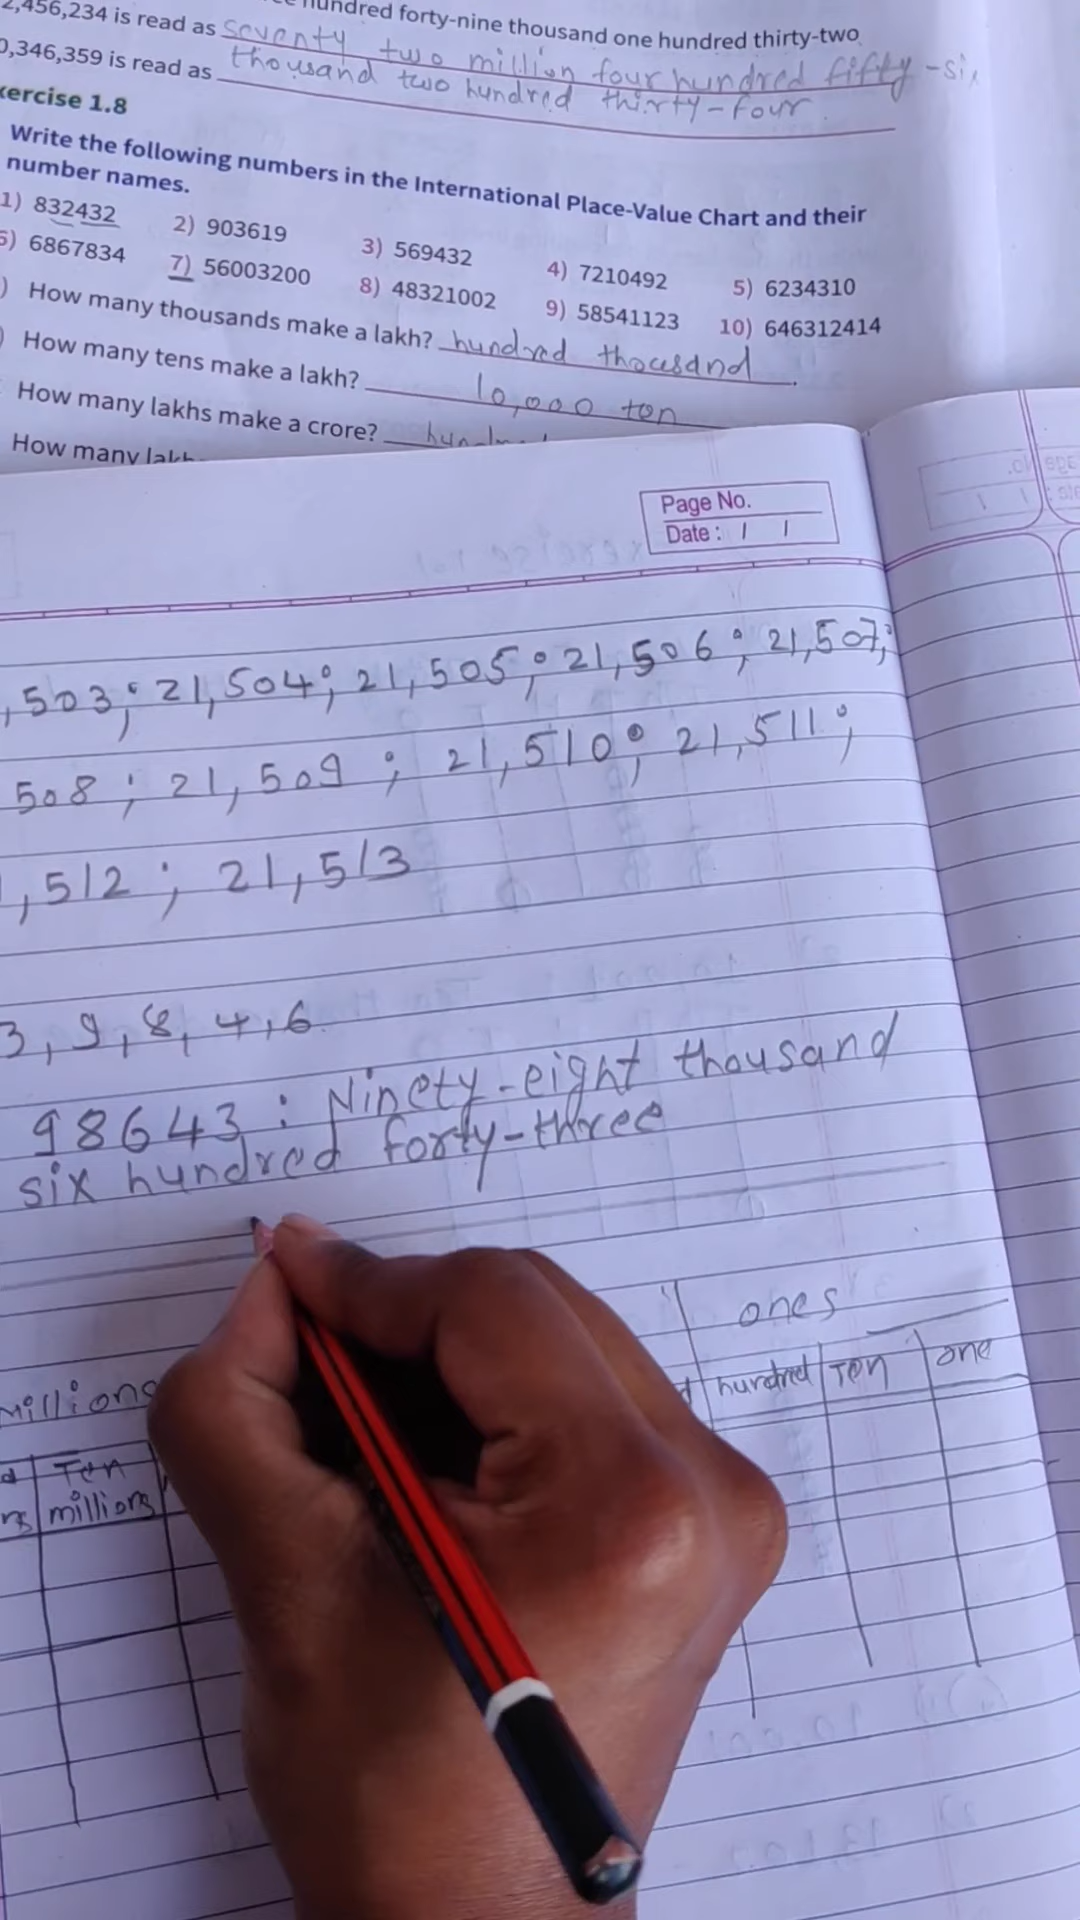 2,456,234 is read as seventy two million four hundred fifty-six
hundred forty-nine thousand one hundred thirty-two
thousand two hundred thirty-four.
0,346,359 is read as
ercise 1.8
Write the following numbers in the International Place-Value Chart and their
number names.
1) 832432 2) 903619 3) 569432 4) 7210492 5) 6234310
6) 6867834 7) 56003200 8) 48321002 9) 58541123 10) 646312414
) How many thousands make a lakh? hundred thousand.
) How many tens make a lakh? 10,000 ten
How many lakhs make a crore?
How many
Page No.
Date : / /
,503; 21,504; 21,505; 21,506; 21,507;
508; 21,509; 21,510; 21,511;
,512; 21,513
3, 9, 8, 4, 6
98643 : Ninety-eight thousand
six hundred forty-three
millions ones
Ten hundred Ten one
millions